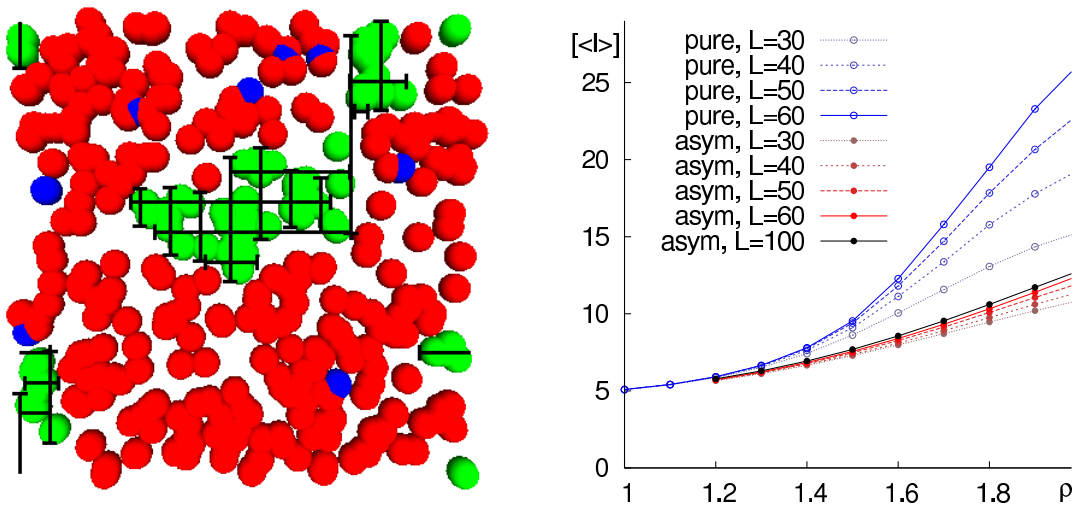 [<l>]
25
20
15
10
5
0
pure, L=30
pure, L=40
pure, L=50
pure, L=60
asym, L=30
asym, L=40
asym, L=50
asym, L=60
asym, L=100
1 1.2 1.4 1.6 1.8 ρ